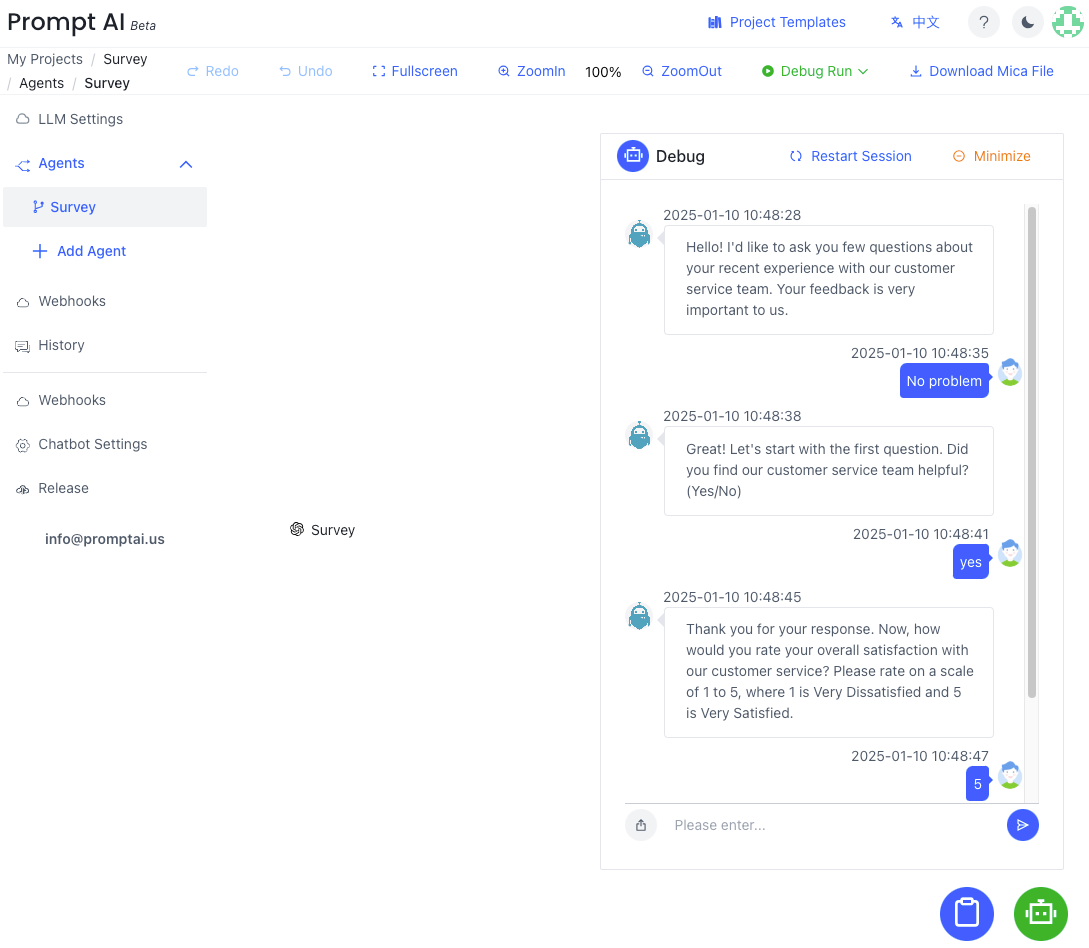 Prompt AI Beta
Project Templates
中文
?
My Projects / Survey
/ Agents / Survey
Redo
Undo
Fullscreen
ZoomIn
100%
ZoomOut
Debug Run
Download Mica File
LLM Settings
Agents
Survey
Add Agent
Webhooks
History
Webhooks
Chatbot Settings
Release
info@promptai.us
Survey
Debug
Restart Session
Minimize
2025-01-10 10:48:28
Hello! I'd like to ask you few questions about
your recent experience with our customer
service team. Your feedback is very
important to us.
2025-01-10 10:48:35
No problem
2025-01-10 10:48:38
Great! Let's start with the first question. Did
you find our customer service team helpful?
(Yes/No)
2025-01-10 10:48:41
yes
2025-01-10 10:48:45
Thank you for your response. Now, how
would you rate your overall satisfaction with
our customer service? Please rate on a scale
of 1 to 5, where 1 is Very Dissatisfied and 5
is Very Satisfied.
2025-01-10 10:48:47
5
Please enter...